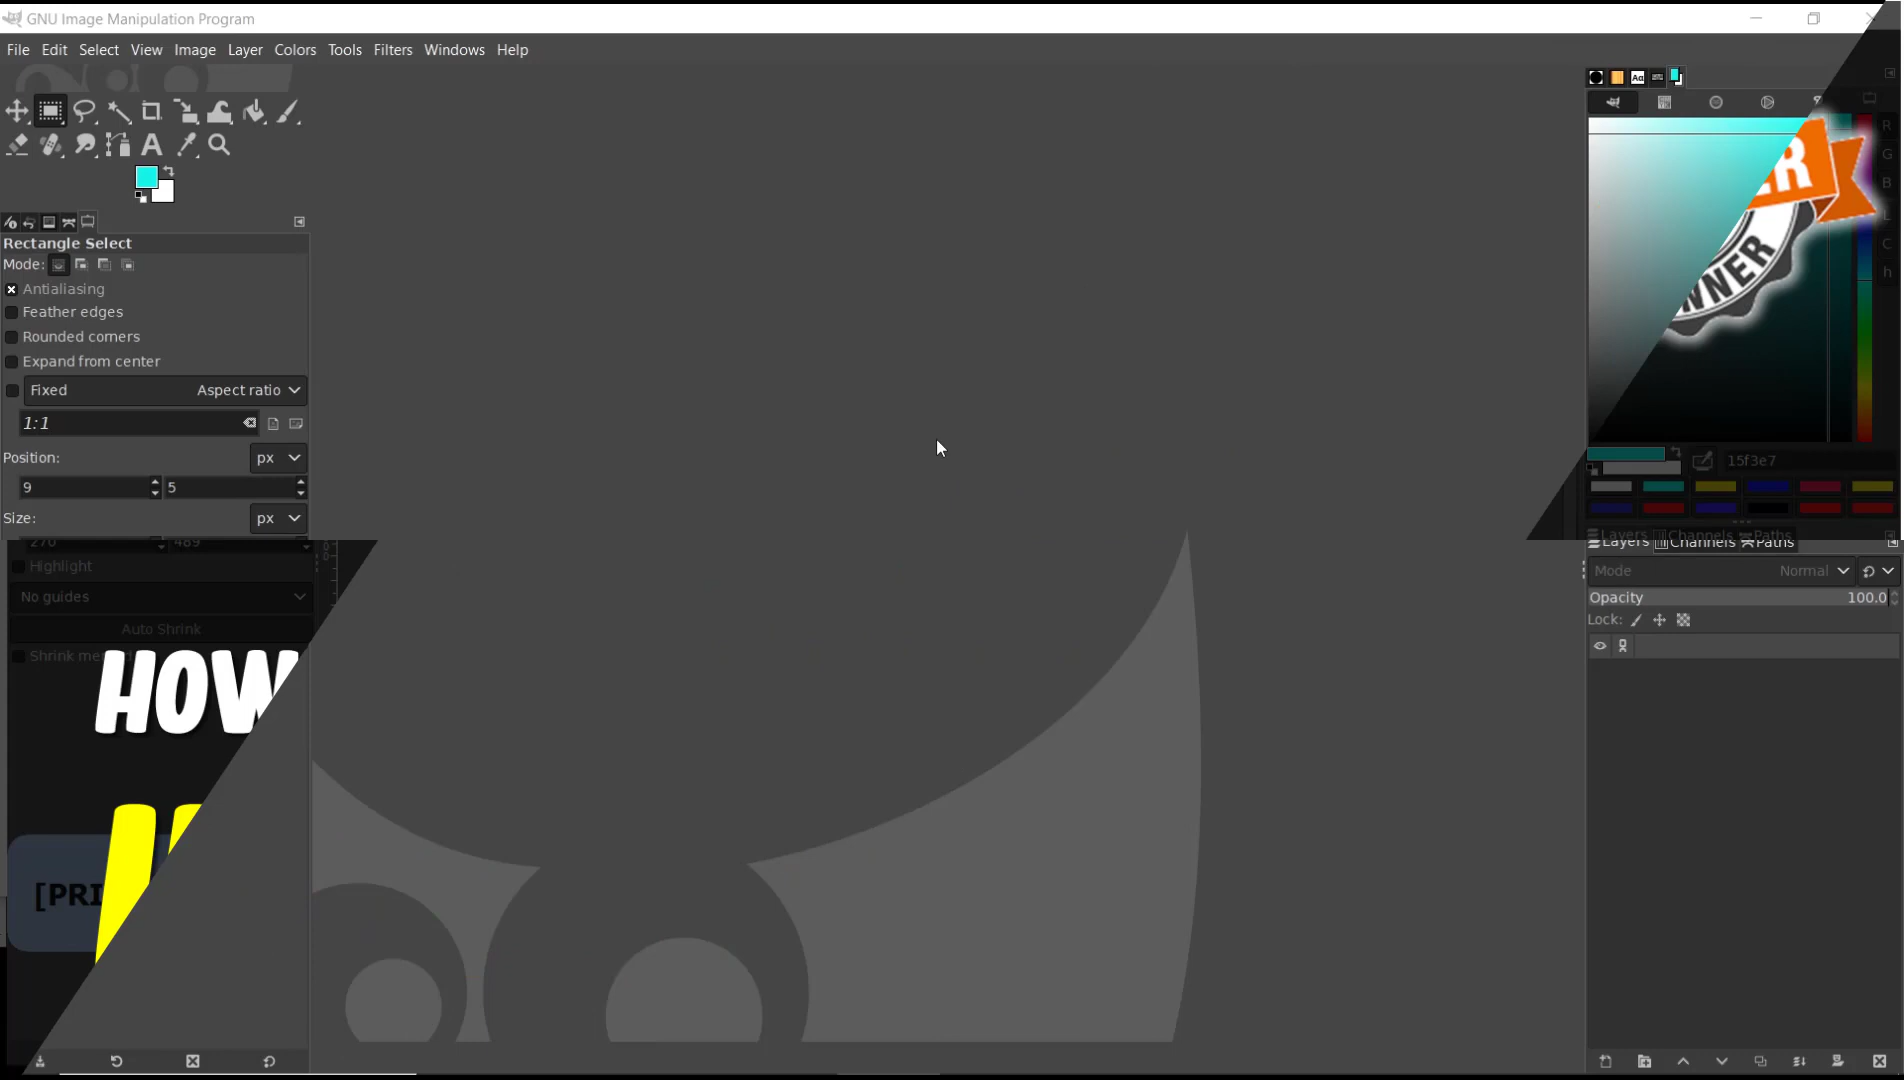 GNU Image Manipulation Program
File Edit Select View Image Layer Colors Tools Filters Windows Help
Rectangle Select
Mode:
Antialiasing
Feather edges
Rounded corners
Expand from center
Fixed Aspect ratio
1:1
Position: px
9 5
Size: px
270 489
Highlight
No guides
Auto Shrink
HOW
[PRI
R
G
B
L
C
h
15f3e7
Layers Channels Paths
Mode Normal
Opacity 100.0
Lock: